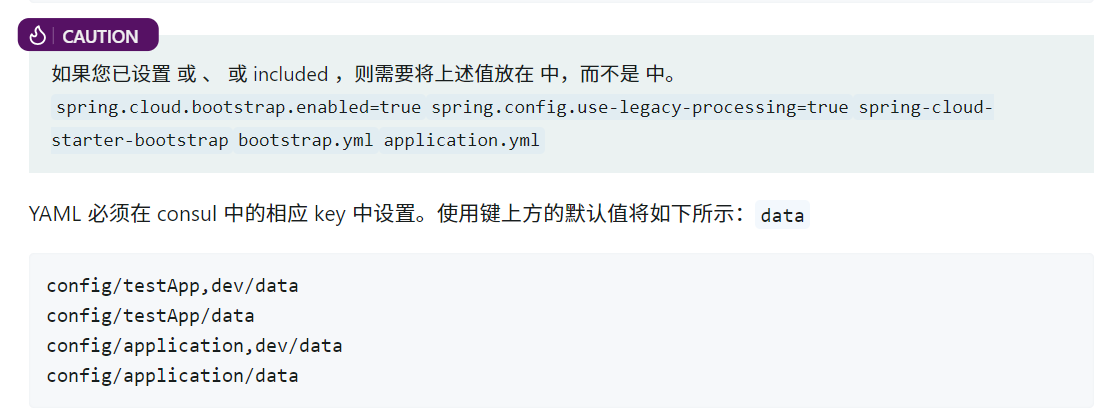 CAUTION
如果您已设置 或 、 或 included ，则需要将上述值放在 中，而不是 中。
spring.cloud.bootstrap.enabled=true spring.config.use-legacy-processing=true spring-cloud-
starter-bootstrap bootstrap.yml application.yml
YAML 必须在 consul 中的相应 key 中设置。使用键上方的默认值将如下所示： data
config/testApp,dev/data
config/testApp/data
config/application,dev/data
config/application/data